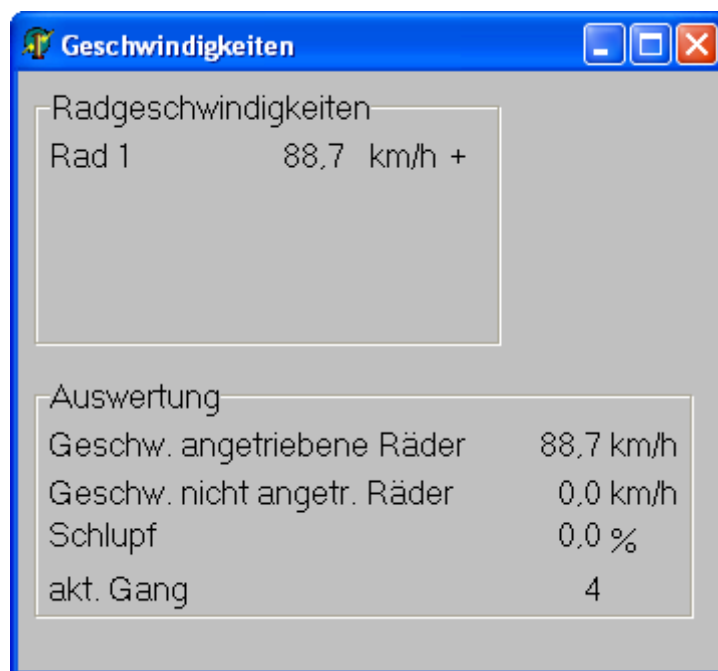 Geschwindigkeiten
Radgeschwindigkeiten
Rad 1 88,7 km/h +
Auswertung
Geschw. angetriebene Räder 88,7 km/h
Geschw. nicht angetr. Räder 0,0 km/h
Schlupf 0,0 %
akt. Gang 4